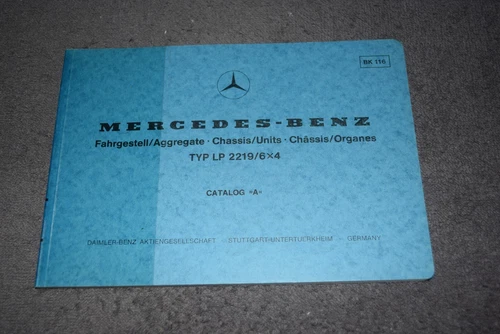 BK 116
MERCEDES-BENZ
Fahrgestell/Aggregate · Chassis/Units · Châssis/Organes
TYP LP 2219/6×4
CATALOG »A«
DAIMLER-BENZ AKTIENGESELLSCHAFT · STUTTGART-UNTERTUERKHEIM · GERMANY